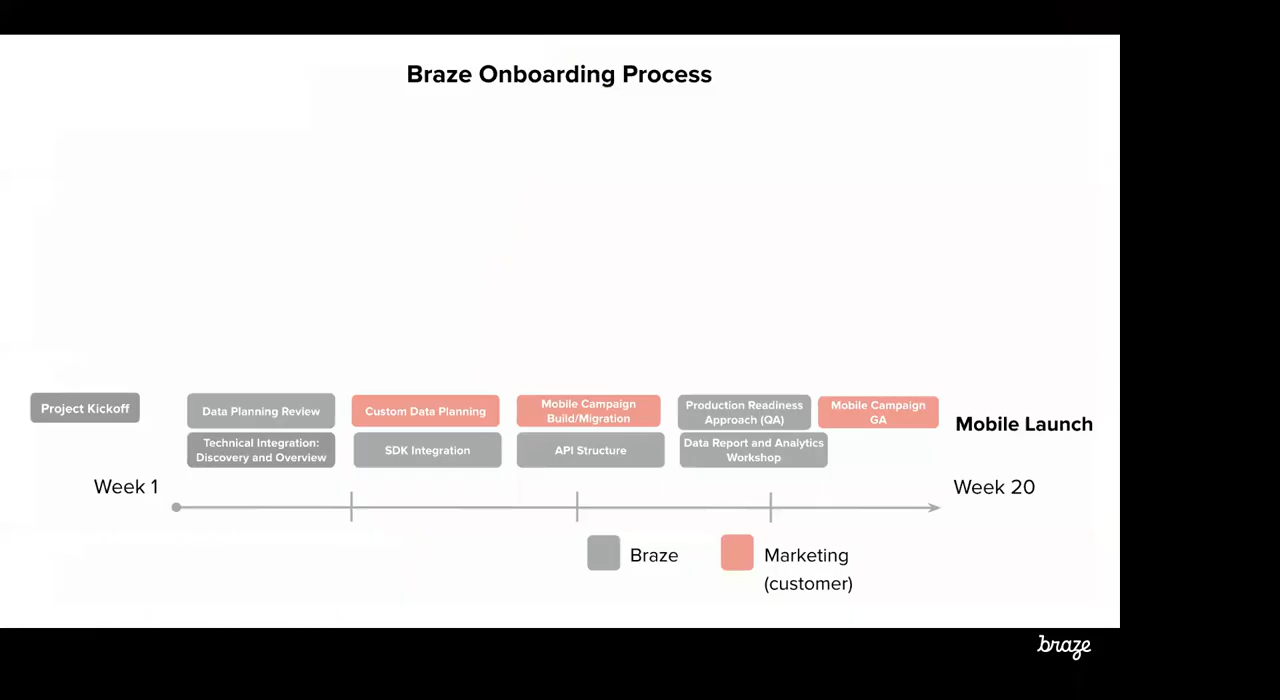 Braze Onboarding Process
Project Kickoff
Data Planning Review
Custom Data Planning
Mobile Campaign
Build/Migration
Production Readiness
Approach (QA)
Mobile Campaign
GA
Mobile Launch
Technical Integration:
Discovery and Overview
SDK Integration
API Structure
Data Report and Analytics
Workshop
Week 1
Week 20
Braze
Marketing
(customer)
braze